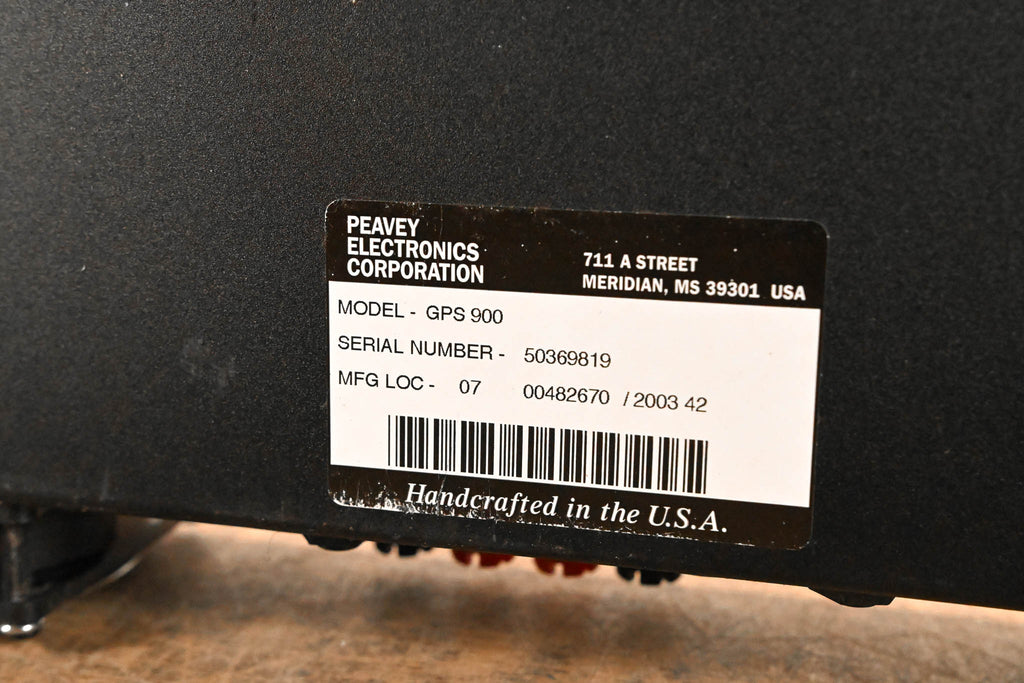 PEAVEY
ELECTRONICS
CORPORATION
711 A STREET
MERIDIAN, MS 39301 USA
MODEL - GPS 900
SERIAL NUMBER - 50369819
MFG LOC - 07 00482670 / 2003 42
Handcrafted in the U.S.A.